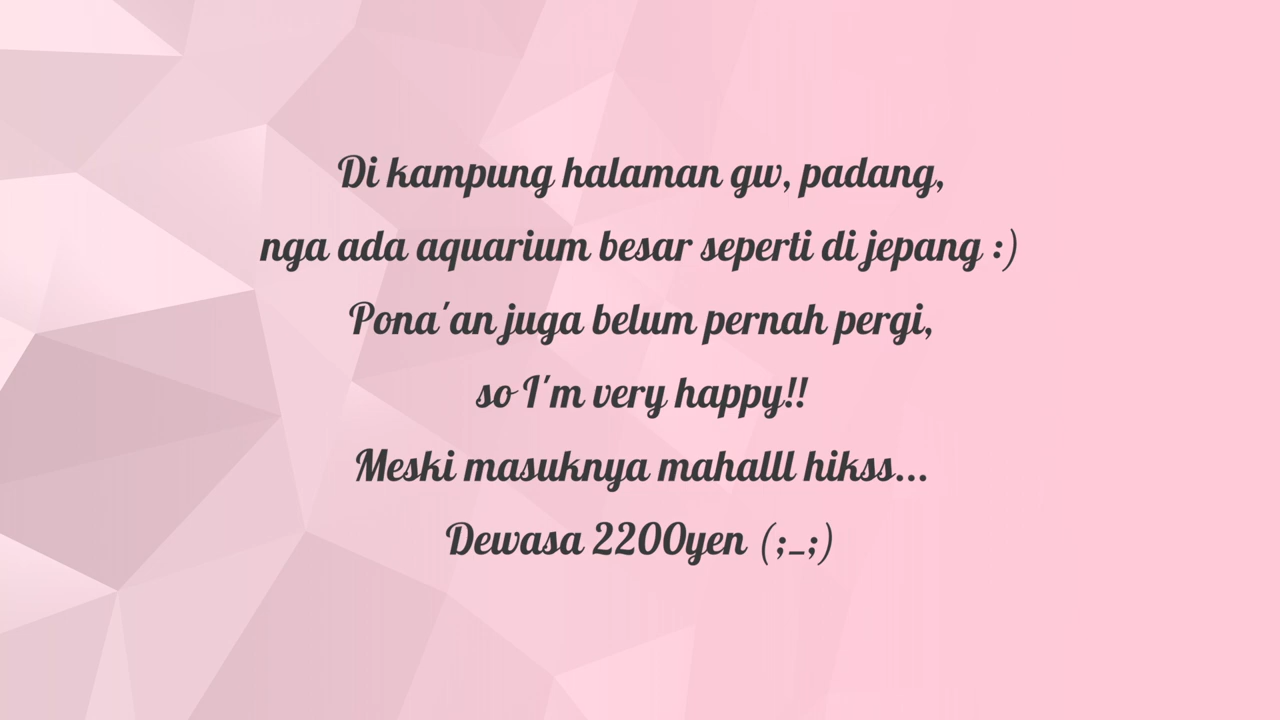 Di kampung halaman gw, padang,
nga ada aquarium besar seperti di jepang :)
Pona'an juga belum pernah pergi,
so I'm very happy!!
Meski masuknya mahalll hikss...
Dewasa 2200yen (;_;)